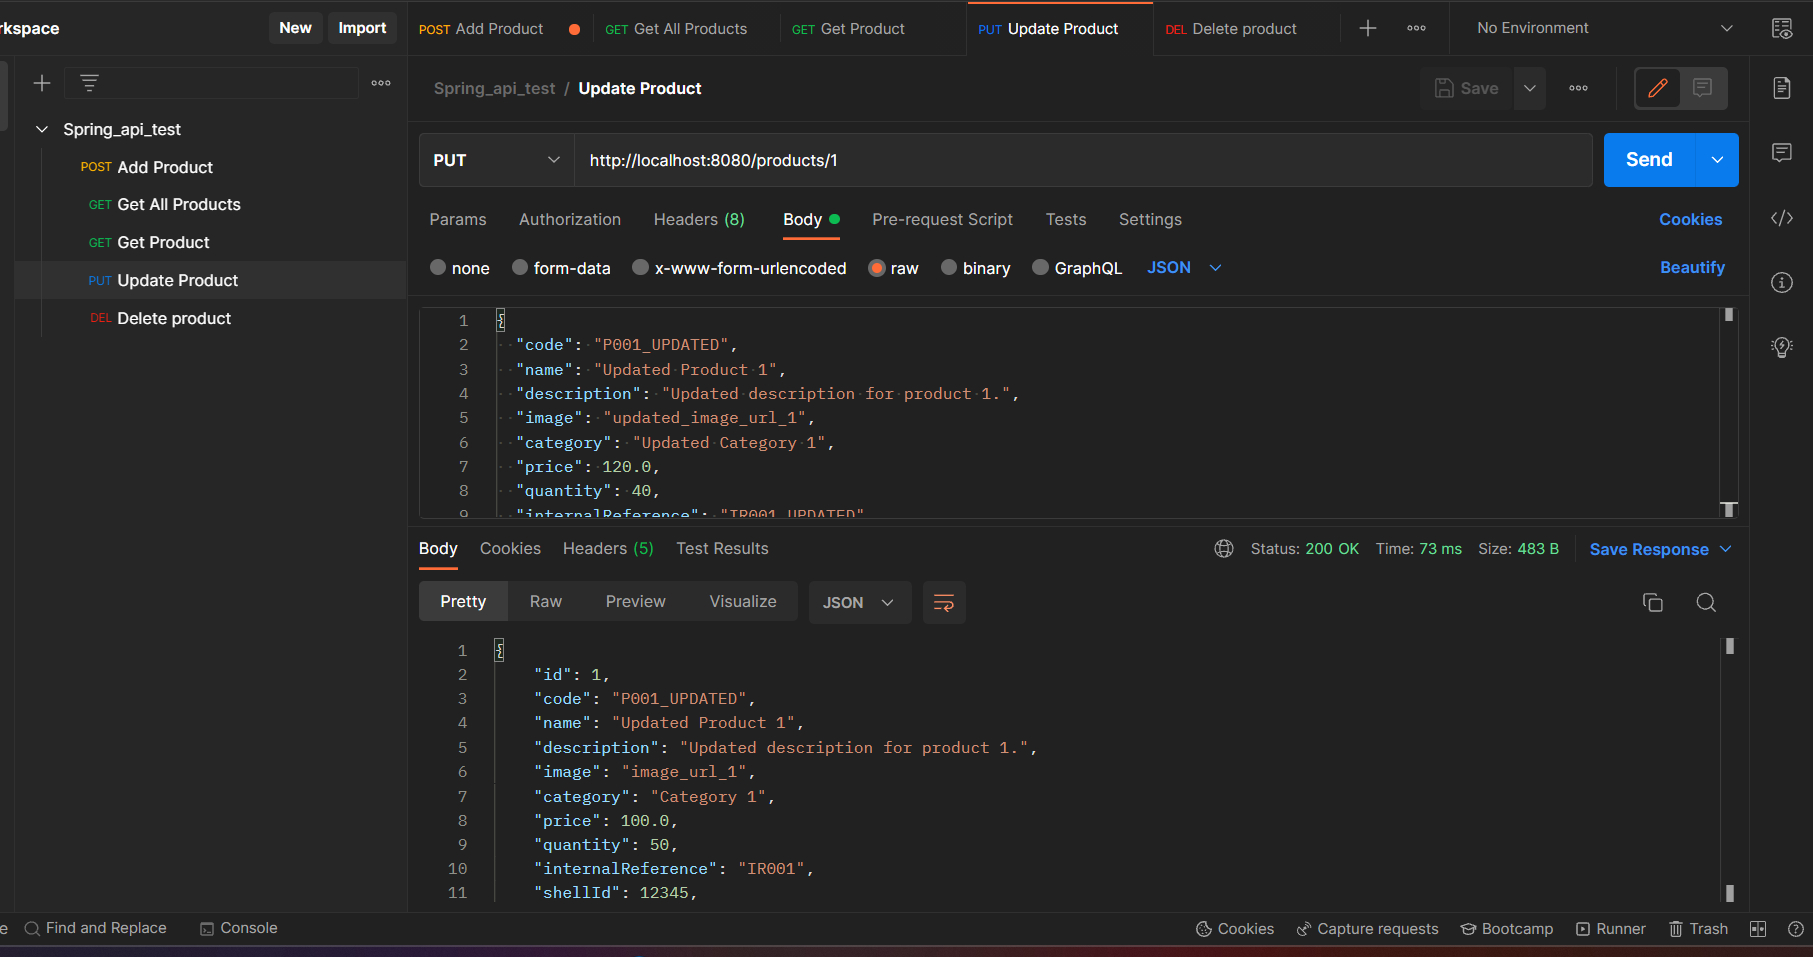 rkspace
New Import
POST Add Product GET Get All Products GET Get Product PUT Update Product DEL Delete product No Environment
Spring_api_test / Update Product
Save
Spring_api_test
POST Add Product
GET Get All Products
GET Get Product
PUT Update Product
DEL Delete product
PUT http://localhost:8080/products/1 Send
Params Authorization Headers (8) Body Pre-request Script Tests Settings Cookies
none form-data x-www-form-urlencoded raw binary GraphQL JSON Beautify
1 {
2 "code": "P001_UPDATED",
3 "name": "Updated Product 1",
4 "description": "Updated description for product 1.",
5 "image": "updated_image_url_1",
6 "category": "Updated Category 1",
7 "price": 120.0,
8 "quantity": 40,
9 "internalReference": "IR001_UPDATED"
Body Cookies Headers (5) Test Results Status: 200 OK Time: 73 ms Size: 483 B Save Response
Pretty Raw Preview Visualize JSON
1 {
2 "id": 1,
3 "code": "P001_UPDATED",
4 "name": "Updated Product 1",
5 "description": "Updated description for product 1.",
6 "image": "image_url_1",
7 "category": "Category 1",
8 "price": 100.0,
9 "quantity": 50,
10 "internalReference": "IR001",
11 "shellId": 12345,
e Find and Replace Console Cookies Capture requests Bootcamp Runner Trash